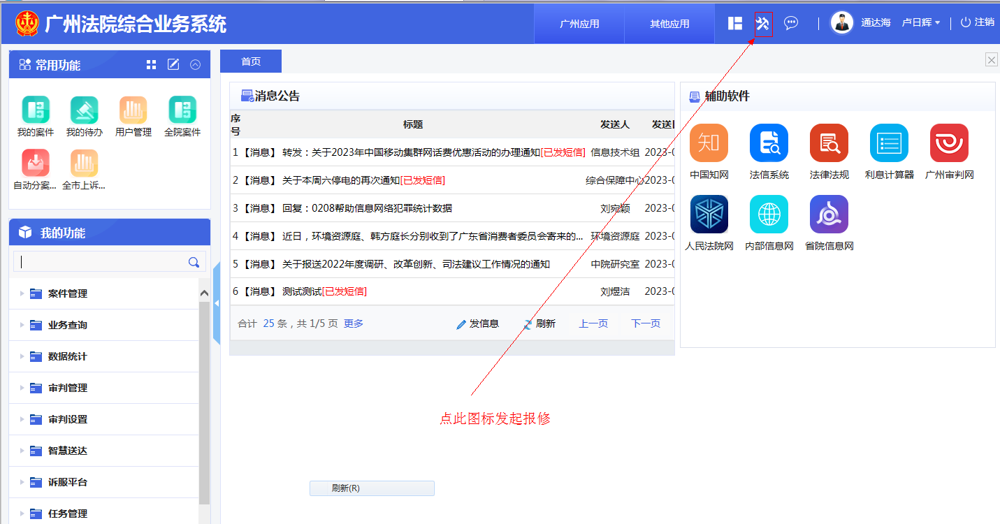 广州法院综合业务系统
广州应用
其他应用
通达海 卢日辉
注销
常用功能
我的案件 我的待办 用户管理 全院案件
自动分案... 全市上诉...
我的功能
案件管理
业务查询
数据统计
审判管理
审判设置
智慧送达
诉服平台
任务管理
首页
消息公告
序号 标题 发送人 发送
1 【消息】 转发：关于2023年中国移动集群网话费优惠活动的办理通知[已发短信] 信息技术组 2023-0
2 【消息】 关于本周六停电的再次通知[已发短信] 综合保障中心 2023-0
3 【消息】 回复：0208帮助信息网络犯罪统计数据 刘宛颖 2023-0
4 【消息】 近日，环境资源庭、韩方庭长分别收到了广东省消费者委员会寄来的... 环境资源庭 2023-0
5 【消息】 关于报送2022年度调研、改革创新、司法建议工作情况的通知 中院研究室 2023-0
6 【消息】 测试测试[已发短信] 刘煜洁 2023-0
合计 25 条，共 1/5 页 更多 发信息 刷新 上一页 下一页
辅助软件
知
中国知网 法信系统 法律法规 利息计算器 广州审判网
人民法院网 内部信息网 省院信息网
点此图标发起报修
刷新(R)